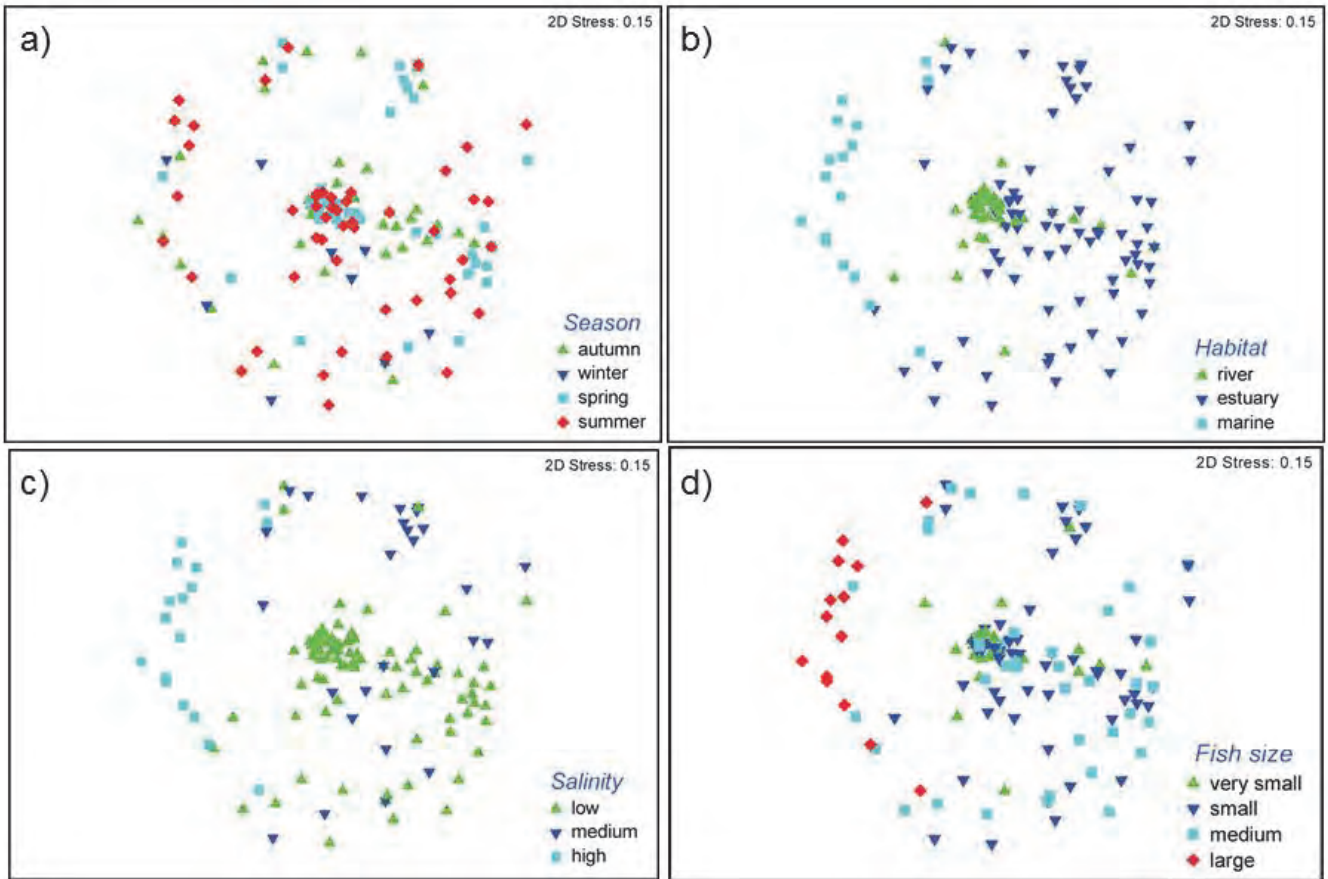 a)
2D Stress: 0.15
Season
autumn
winter
spring
summer
b)
2D Stress: 0.15
Habitat
river
estuary
marine
c)
2D Stress: 0.15
Salinity
low
medium
high
d)
2D Stress: 0.15
Fish size
very small
small
medium
large